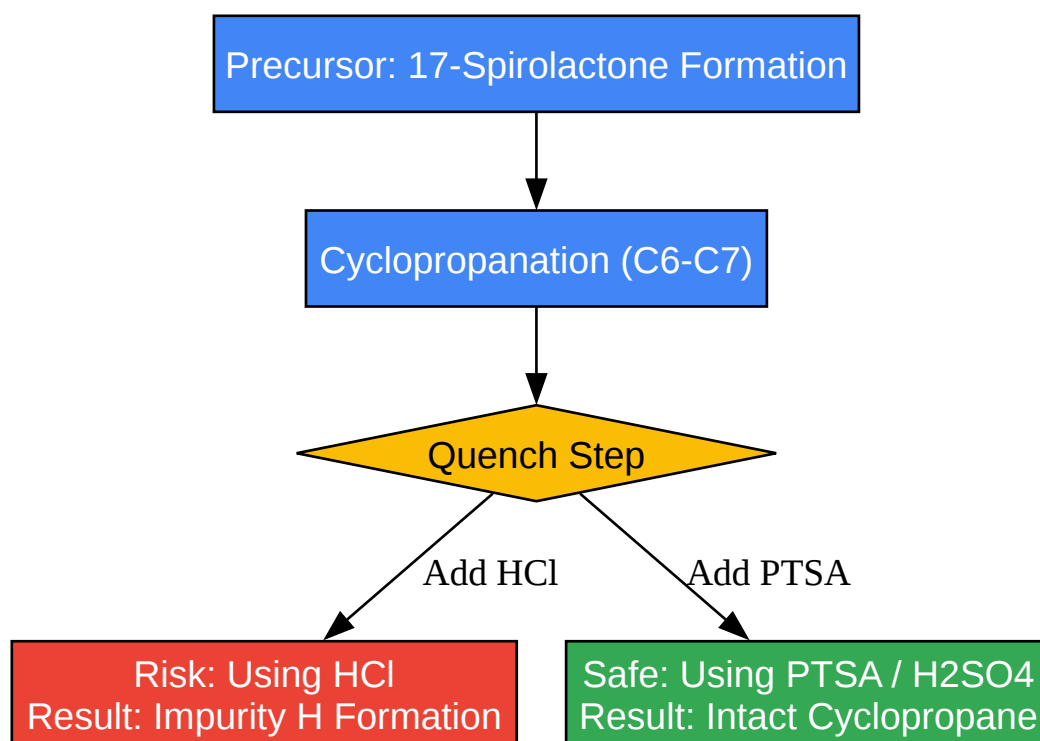 Precursor: 17-Spirolactone Formation
Cyclopropanation (C6-C7)
Quench Step
Add HCl
Add PTSA
Risk: Using HCl
Result: Impurity H Formation
Safe: Using PTSA / H2SO4
Result: Intact Cyclopropane